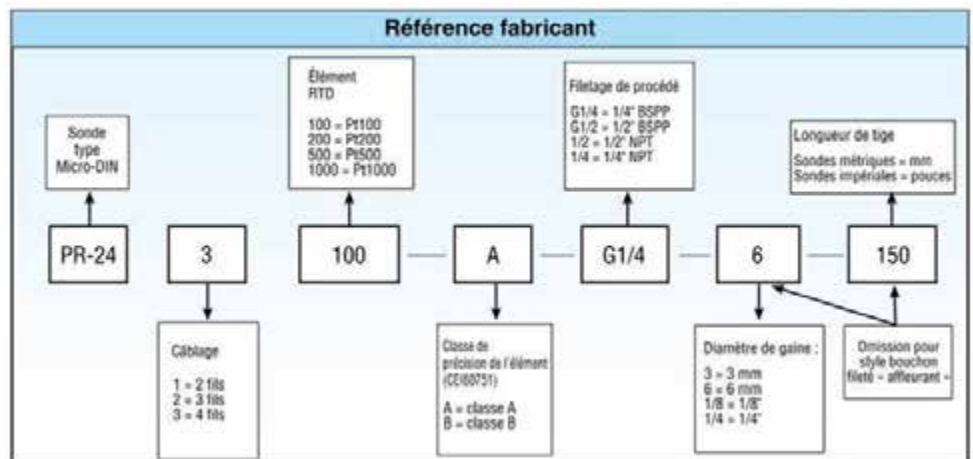 Référence fabricant
Sonde
type
Micro-DIN
Élément
RTD
100 = Pt100
200 = Pt200
500 = Pt500
1000 = Pt1000
Filetage de procédé
G1/4 = 1/4" BSPP
G1/2 = 1/2" BSPP
1/2 = 1/2" NPT
1/4 = 1/4" NPT
Longueur de tige
Sondes métriques = mm
Sondes impériales = pouces
PR-24
3
100
A
G1/4
6
150
Câblage
1 = 2 fils
2 = 3 fils
3 = 4 fils
Classe de
précision de l'élément
(CEI60751)
A = classe A
B = classe B
Diamètre de gaine :
3 = 3 mm
6 = 6 mm
1/8 = 1/8"
1/4 = 1/4"
Omission pour
style bouchon
fileté - affleurant -